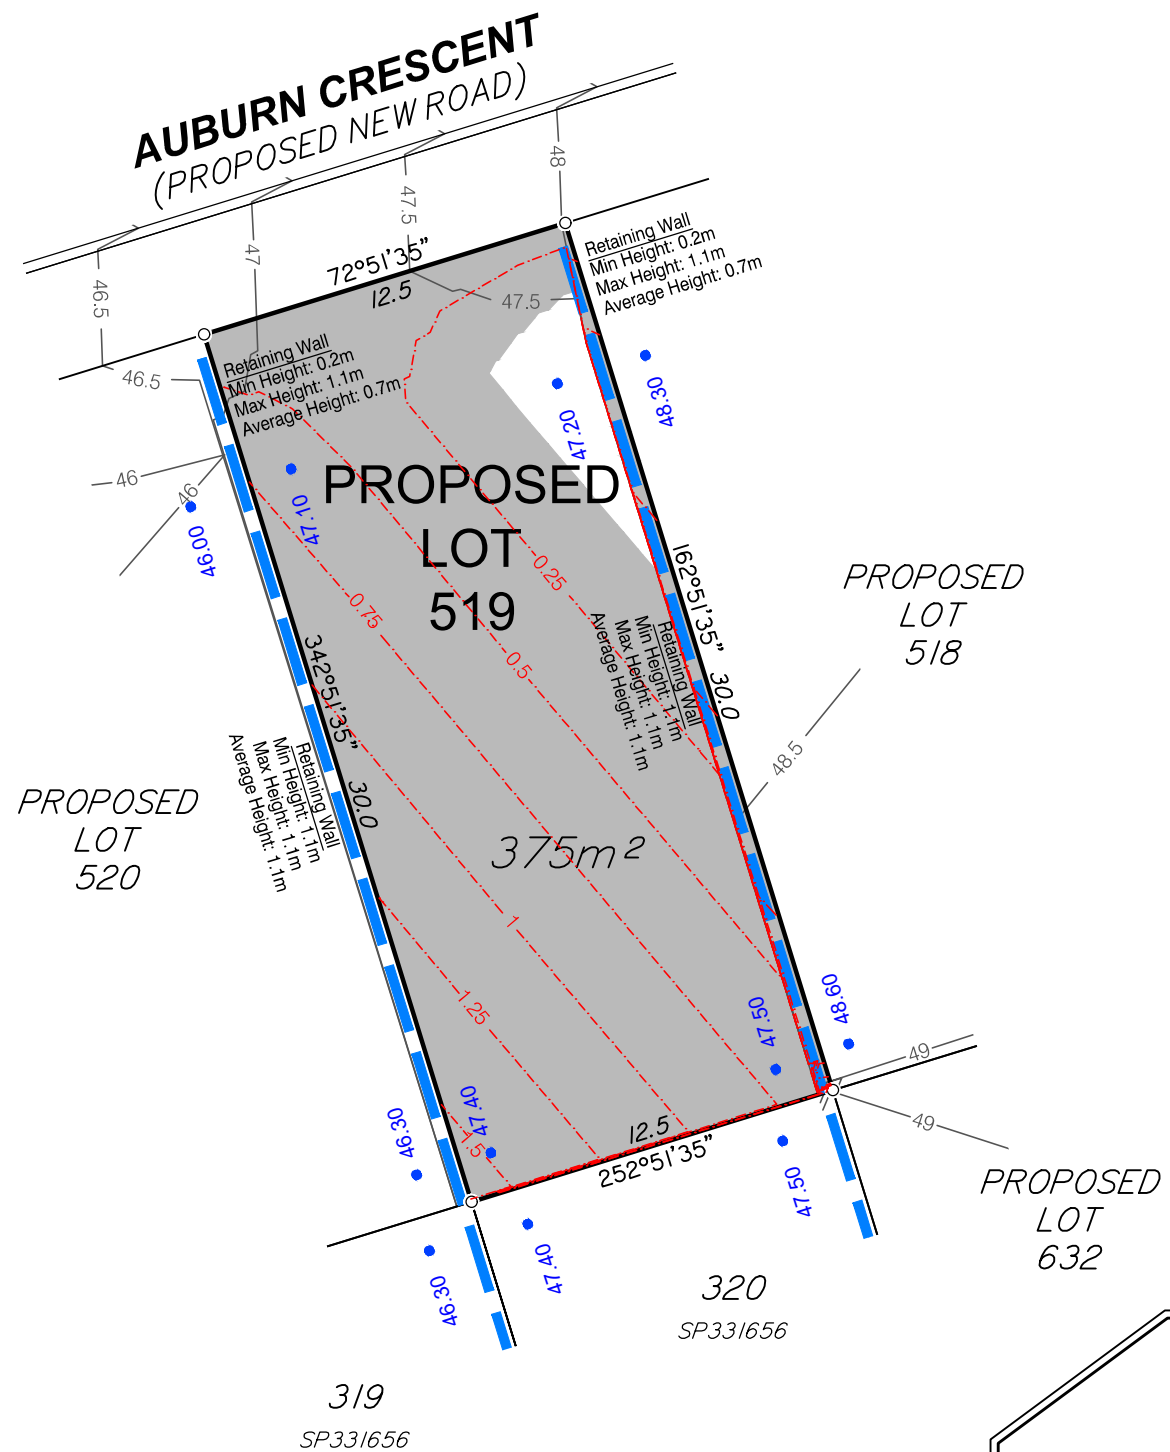 AUBURN CRESCENT
(PROPOSED NEW ROAD)
48
47.5
47
46.5
72°51'35"
12.5
Retaining Wall
Min Height: 0.2m
Max Height: 1.1m
Average Height: 0.7m
47.5
Retaining Wall
Min Height: 0.2m
Max Height: 1.1m
Average Height: 0.7m
46.5
47.20
48.30
46
46
46.00
47.10
PROPOSED
LOT
519
0.25
0.75
0.5
162°51'35"
30.0
Retaining Wall
Min Height: 1.1m
Max Height: 1.1m
Average Height: 1.1m
PROPOSED
LOT
518
342°51'35"
30.0
Retaining Wall
Min Height: 1.1m
Max Height: 1.1m
Average Height: 1.1m
48.5
PROPOSED
LOT
520
375m²
1
1.25
47.50
48.60
49
49
46.30
47.40
1.5
12.5
252°51'35"
47.50
PROPOSED
LOT
632
46.30
47.40
320
SP331656
319
SP331656